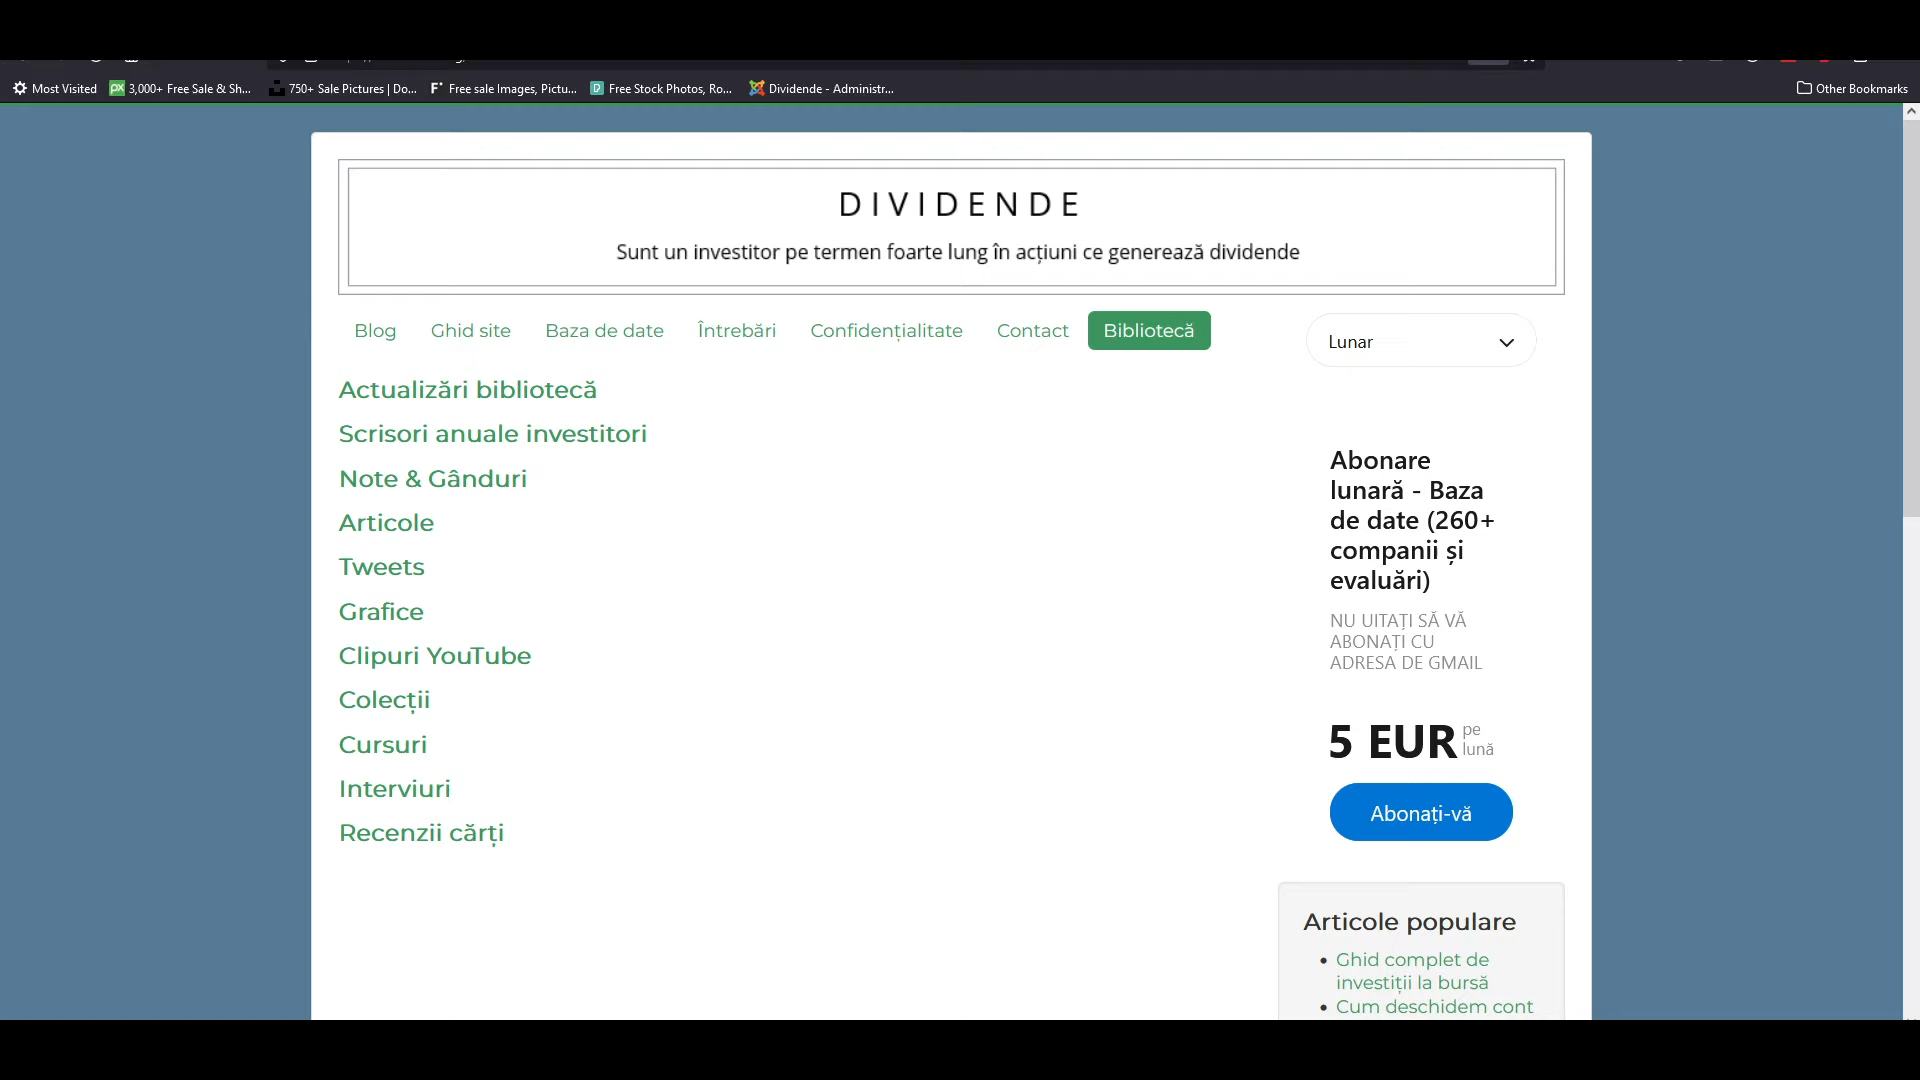 Most Visited
3,000+ Free Sale & Sh...
750+ Sale Pictures | Do...
Free sale Images, Pictu...
Free Stock Photos, Ro...
Dividende - Administr...
Other Bookmarks
DIVIDENDE
Sunt un investitor pe termen foarte lung în acțiuni ce generează dividende
Blog
Ghid site
Baza de date
Întrebări
Confidențialitate
Contact
Bibliotecă
Lunar
Actualizări bibliotecă
Scrisori anuale investitori
Note & Gânduri
Articole
Tweets
Grafice
Clipuri YouTube
Colecții
Cursuri
Interviuri
Recenzii cărți
Abonare
lunară - Baza
de date (260+
companii și
evaluări)
NU UITAȚI SĂ VĂ
ABONAȚI CU
ADRESA DE GMAIL
5 EUR pe
lună
Abonați-vă
Articole populare
Ghid complet de
investiții la bursă
Cum deschidem cont